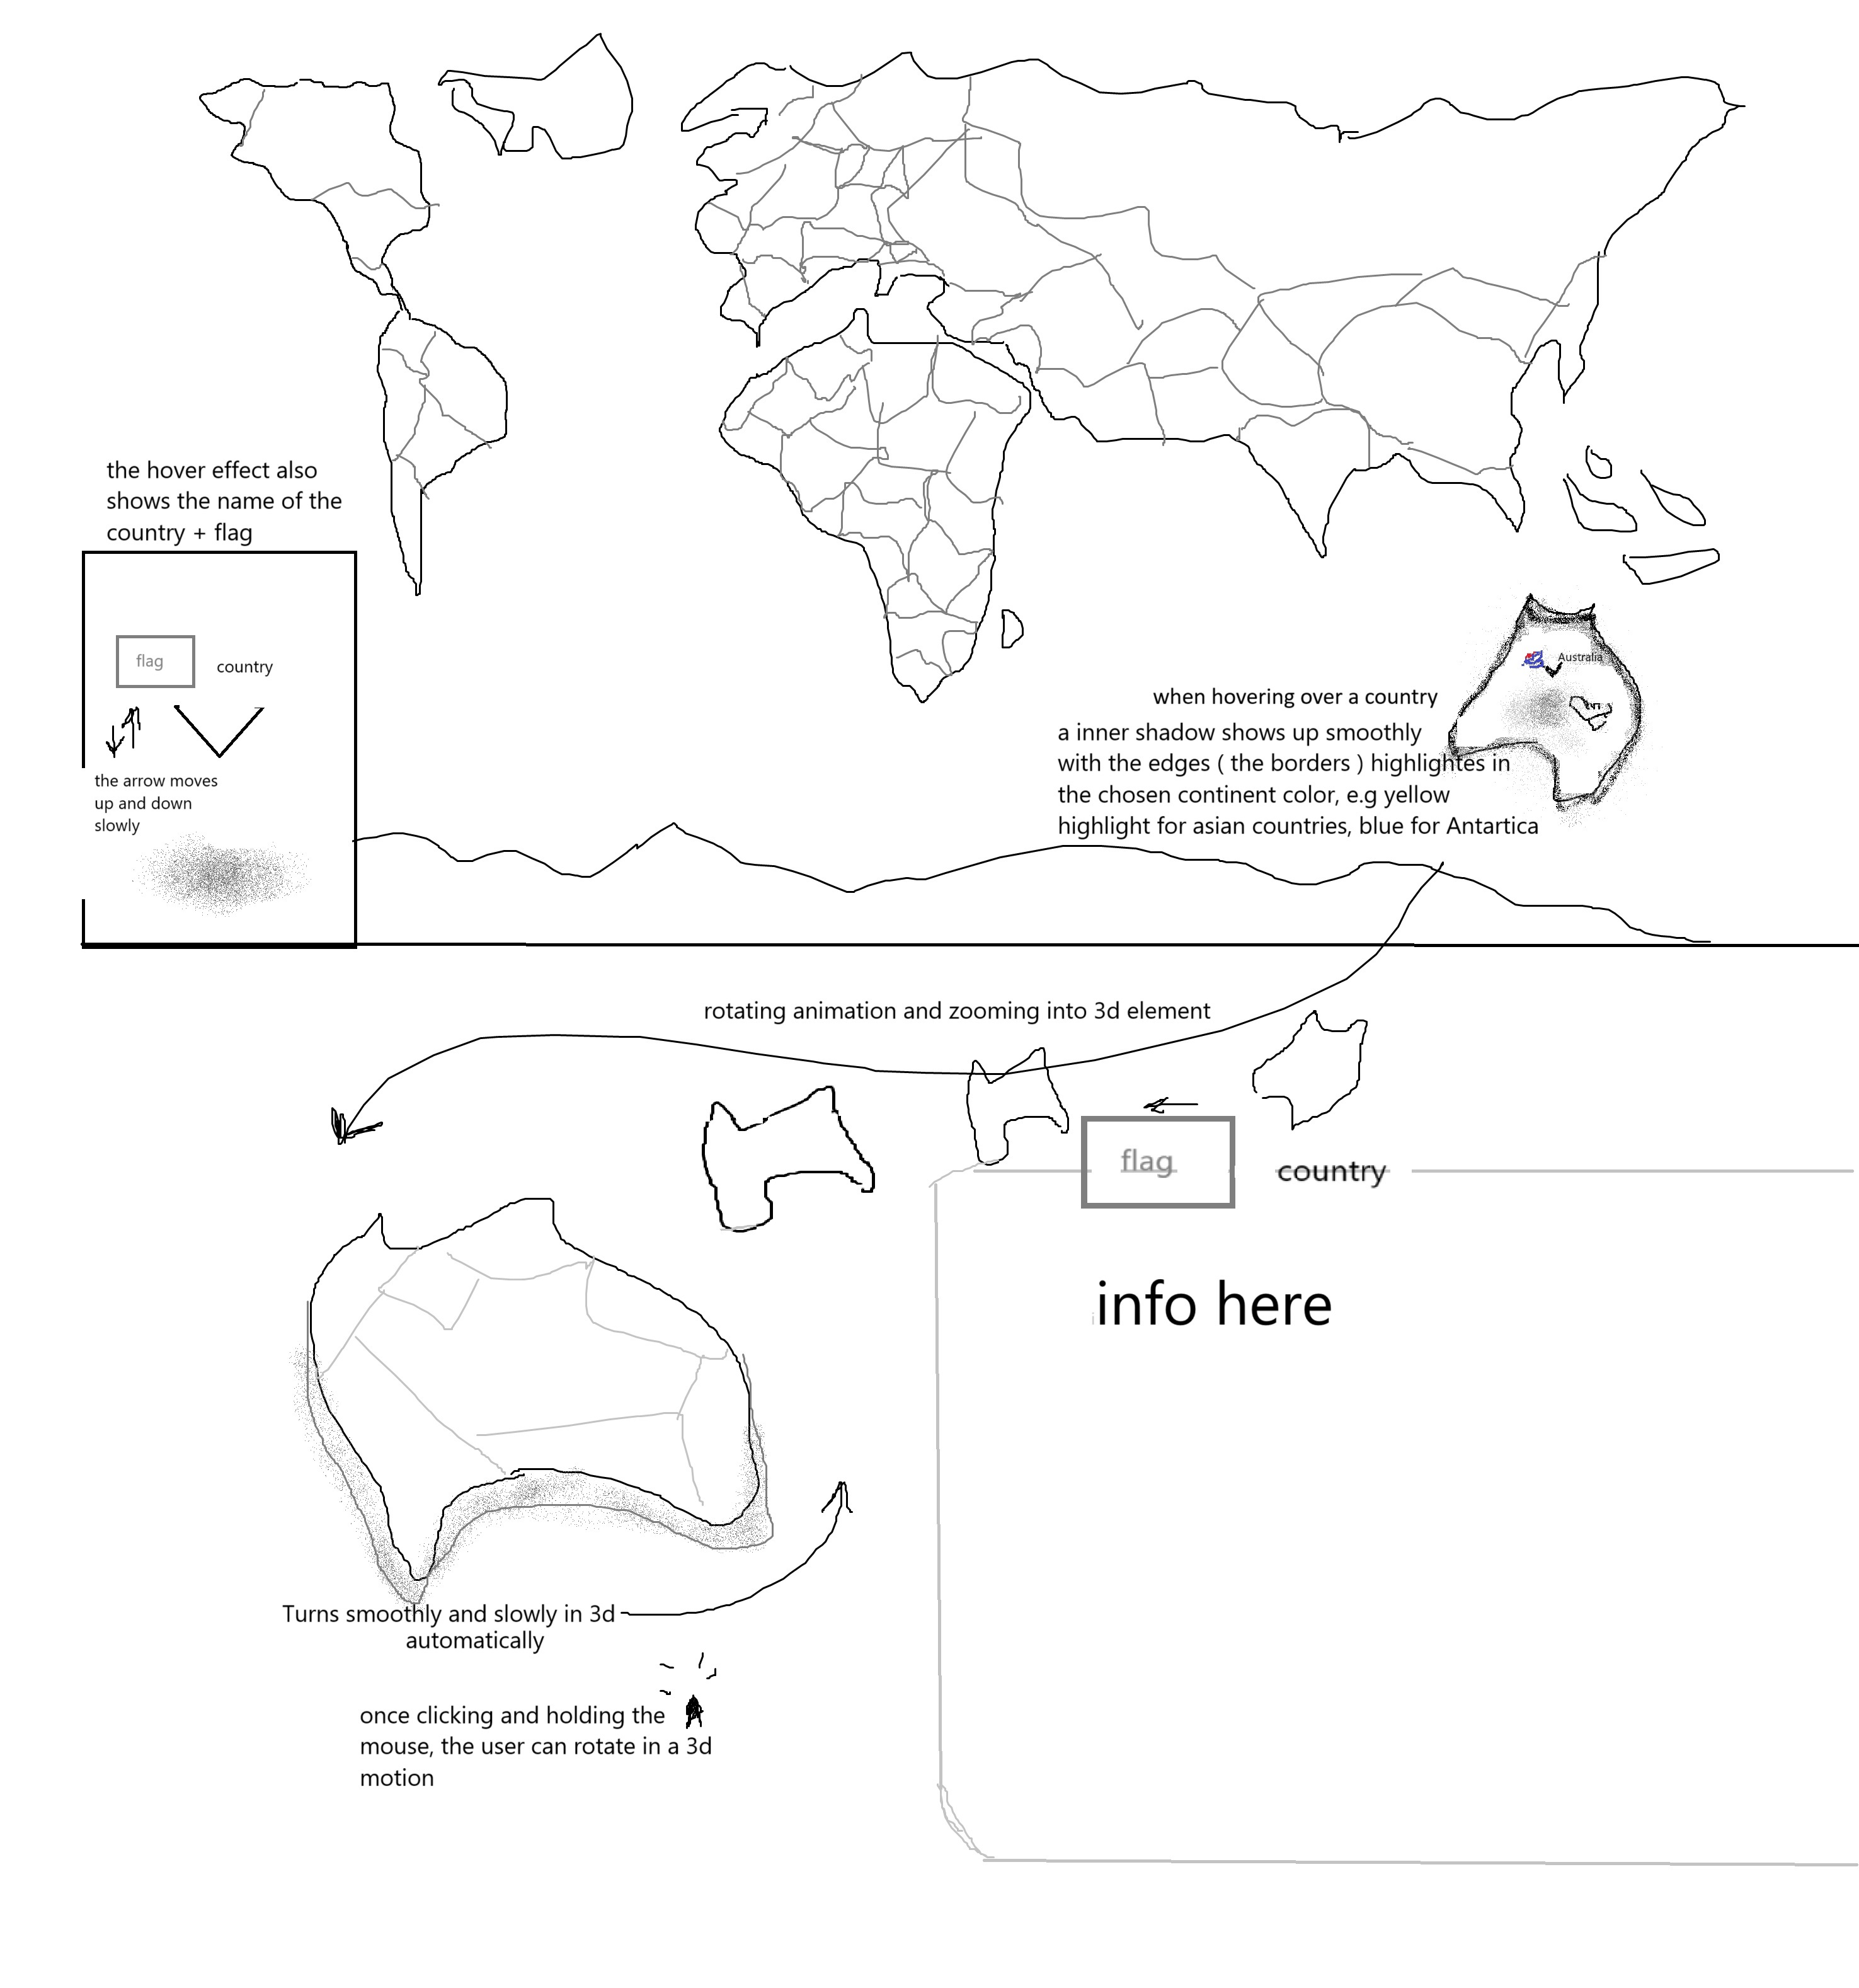 the hover effect also
shows the name of the
country + flag
flag
country
the arrow moves
up and down
slowly
Australia
when hovering over a country
a inner shadow shows up smoothly
with the edges ( the borders ) highlightes in
the chosen continent color, e.g yellow
highlight for asian countries, blue for Antartica
rotating animation and zooming into 3d element
flag
country
info here
Turns smoothly and slowly in 3d
automatically
once clicking and holding the
mouse, the user can rotate in a 3d
motion